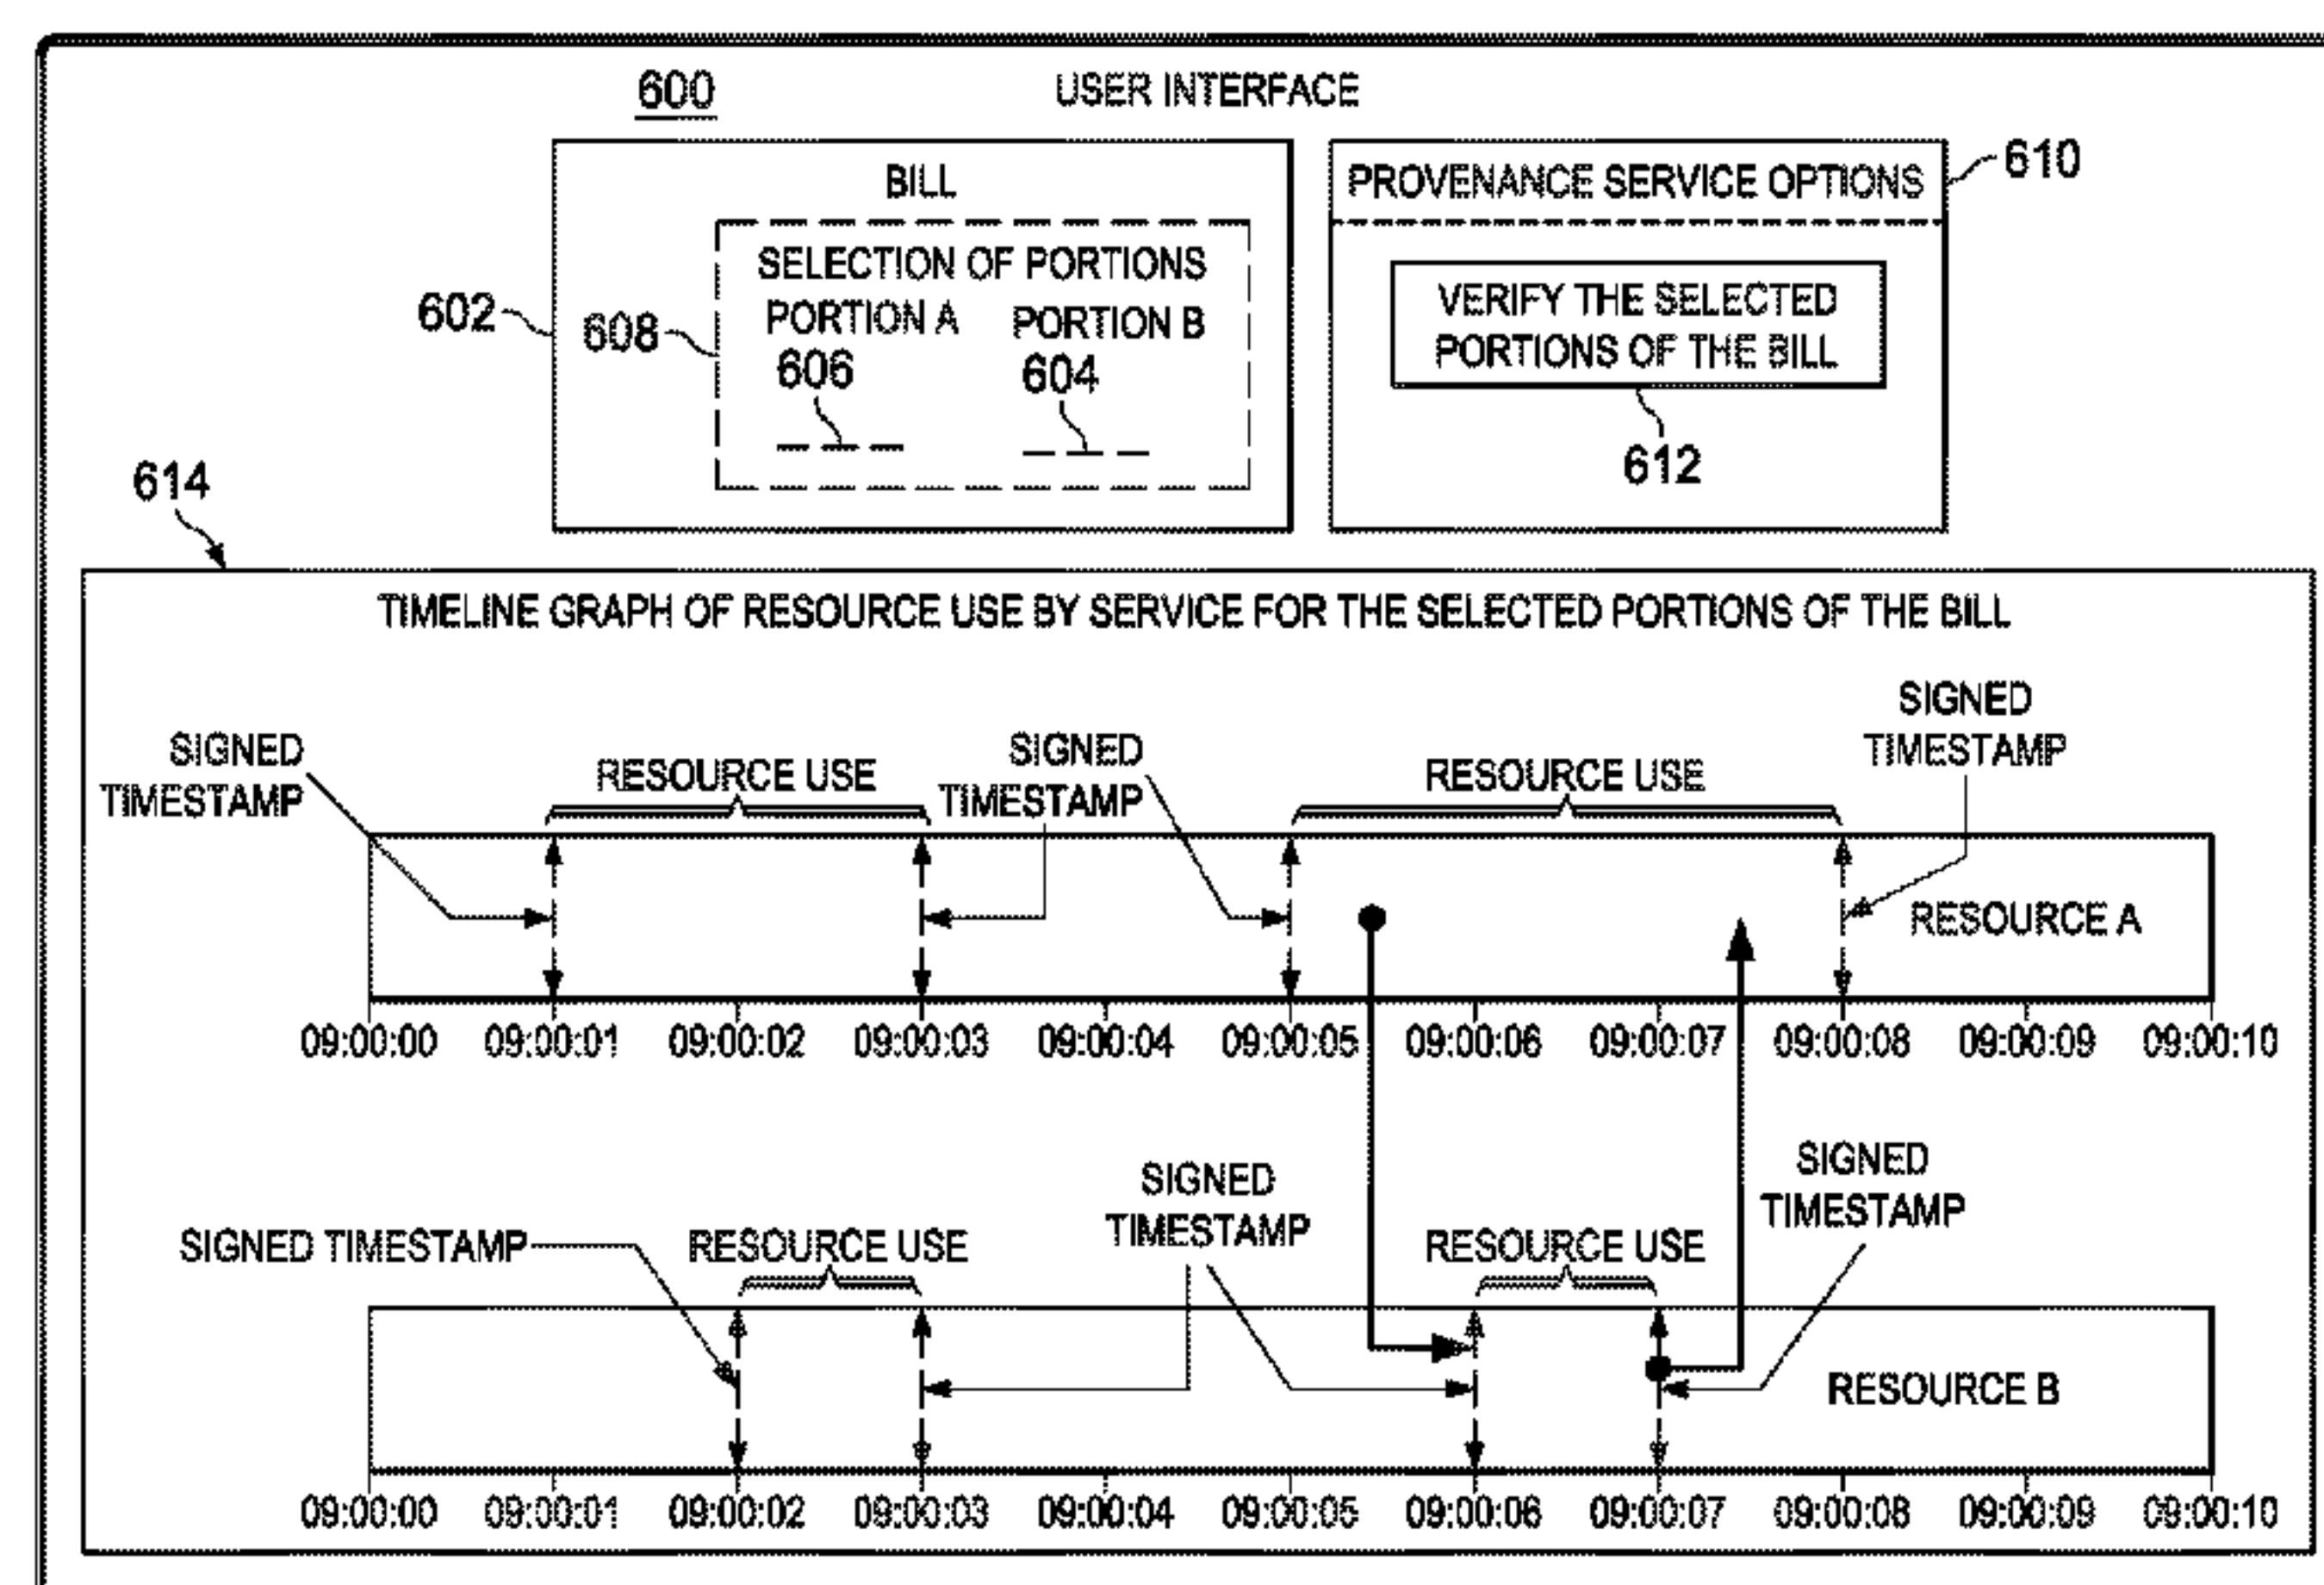 600
USER INTERFACE
BILL
SELECTION OF PORTIONS
PORTION A
606
PORTION B
604
602
608
PROVENANCE SERVICE OPTIONS
610
VERIFY THE SELECTED
PORTIONS OF THE BILL
612
614
TIMELINE GRAPH OF RESOURCE USE BY SERVICE FOR THE SELECTED PORTIONS OF THE BILL
SIGNED
TIMESTAMP
RESOURCE USE
SIGNED
TIMESTAMP
RESOURCE USE
SIGNED
TIMESTAMP
RESOURCE A
09:00:00 09:00:01 09:00:02 09:00:03 09:00:04 09:00:05 09:00:06 09:00:07 09:00:08 09:00:09 09:00:10
SIGNED TIMESTAMP
RESOURCE USE
SIGNED
TIMESTAMP
RESOURCE USE
SIGNED
TIMESTAMP
RESOURCE B
09:00:00 09:00:01 09:00:02 09:00:03 09:00:04 09:00:05 09:00:06 09:00:07 09:00:08 09:00:09 09:00:10